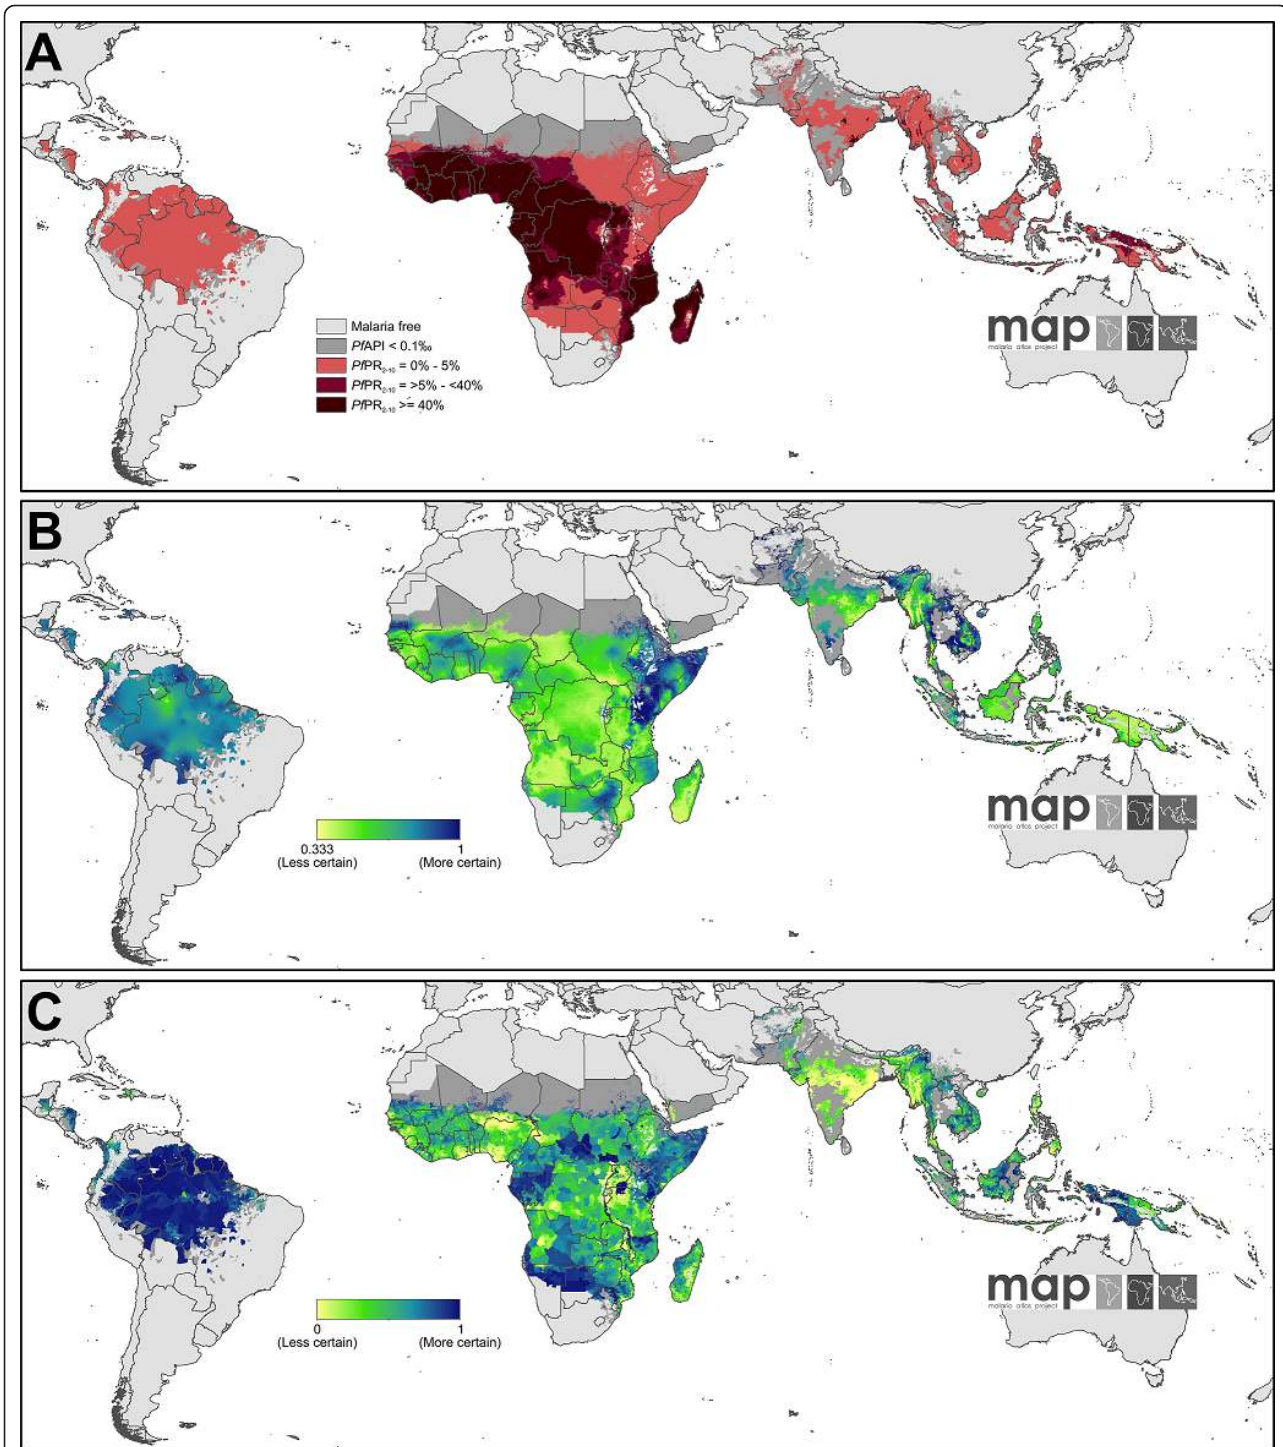 A
Malaria free
PfAPI < 0.1‰
PfPR2-10 = 0% - 5%
PfPR2-10 = >5% - <40%
PfPR2-10 >= 40%
map
malaria atlas project
B
0.333
(Less certain)
1
(More certain)
map
malaria atlas project
C
0
(Less certain)
1
(More certain)
map
malaria atlas project